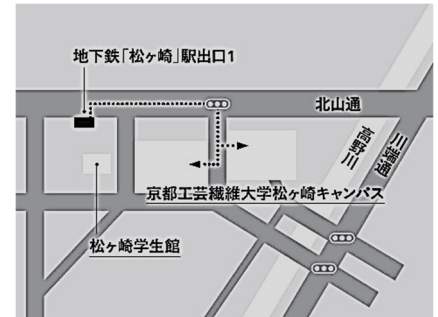 地下鉄「松ヶ崎」駅出口1
北山通
高野川
川端通
京都工芸繊維大学松ヶ崎キャンパス
松ヶ崎学生館